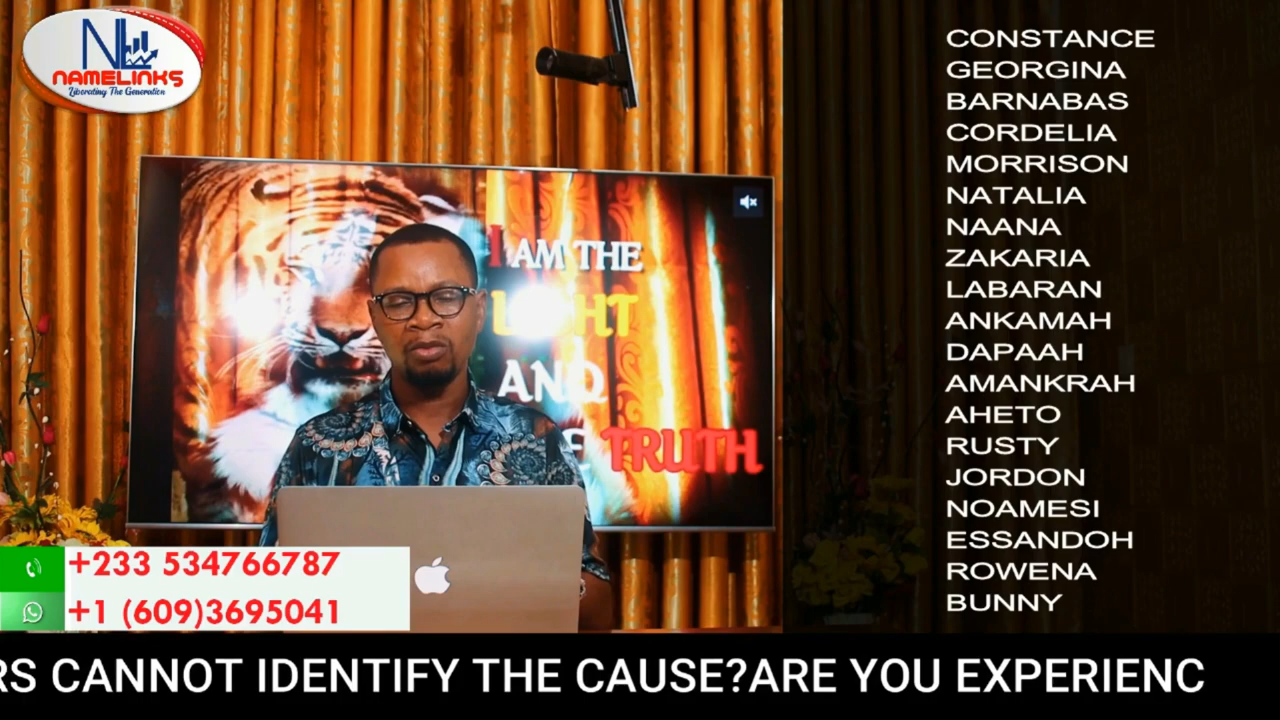 NL
NAMELINKS
Liberating The Generation
I AM THE
AND
TRUTH
+233 534766787
+1 (609)3695041
CONSTANCE
GEORGINA
BARNABAS
CORDELIA
MORRISON
NATALIA
NAANA
ZAKARIA
LABARAN
ANKAMAH
DAPAAH
AMANKRAH
AHETO
RUSTY
JORDON
NOAMESI
ESSANDOH
ROWENA
BUNNY
RS CANNOT IDENTIFY THE CAUSE?ARE YOU EXPERIENC